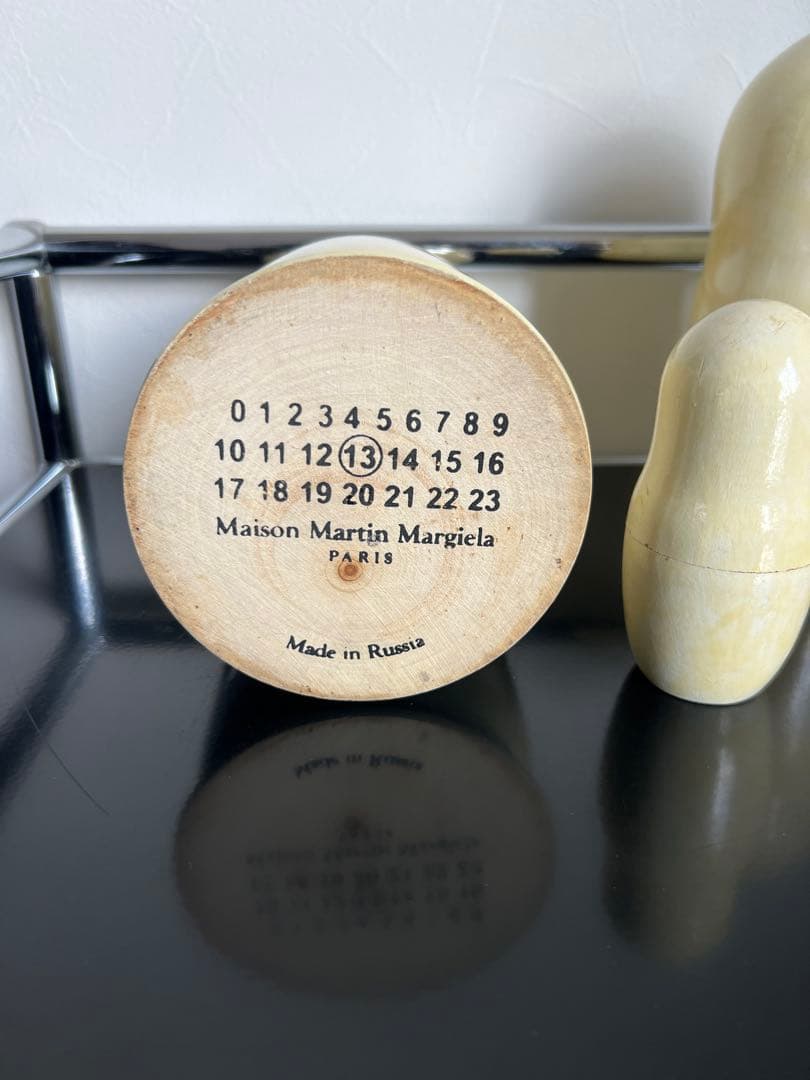 0 1 2 3 4 5 6 7 8 9
10 11 12 13 14 15 16
17 18 19 20 21 22 23
Maison Martin Margiela
PARIS
Made in Russia